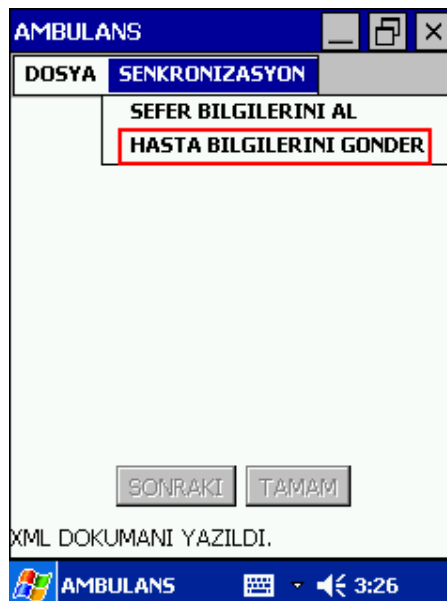 AMBULANS
DOSYA SENKRONIZASYON
SEFER BILGILERINI AL
HASTA BILGILERINI GONDER
SONRAKI TAMAM
XML DOKUMANI YAZILDI.
AMBULANS 3:26